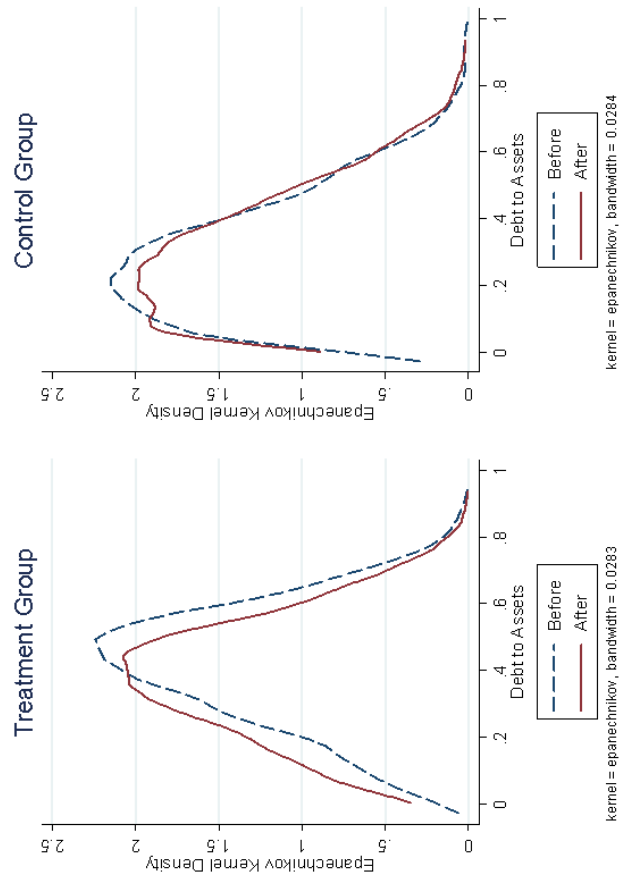 Treatment Group
Epanechnikov Kernel Density
2.5
2
1.5
1
.5
0
0
.2
.4
.6
.8
1
Debt to Assets
Before
After
kernel = epanechnikov, bandwidth = 0.0283
Control Group
Epanechnikov Kernel Density
2.5
2
1.5
1
.5
0
0
.2
.4
.6
.8
1
Debt to Assets
Before
After
kernel = epanechnikov, bandwidth = 0.0284